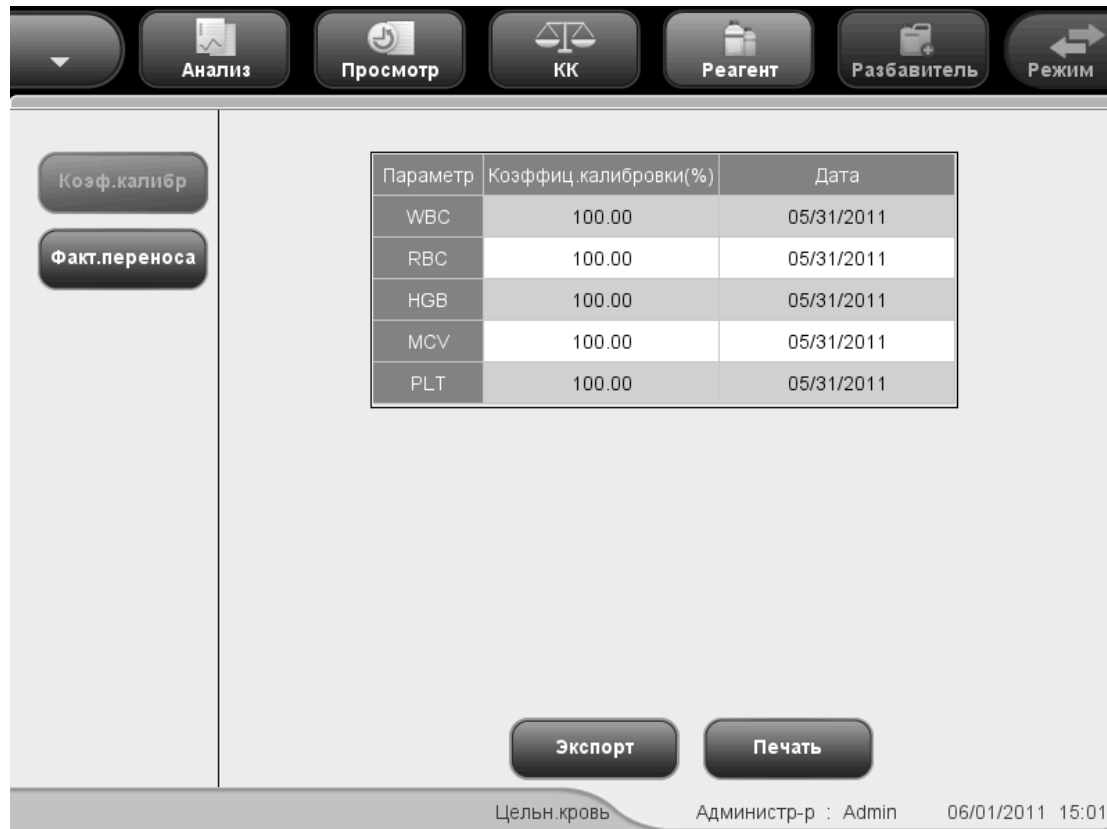 Анализ Просмотр КК Реагент Разбавитель Режим
Коэф.калибр
Факт.переноса
Параметр Коэффиц.калибровки(%) Дата
WBC 100.00 05/31/2011
RBC 100.00 05/31/2011
HGB 100.00 05/31/2011
MCV 100.00 05/31/2011
PLT 100.00 05/31/2011
Экспорт Печать
Цельн.кровь Администр-р : Admin 06/01/2011 15:01